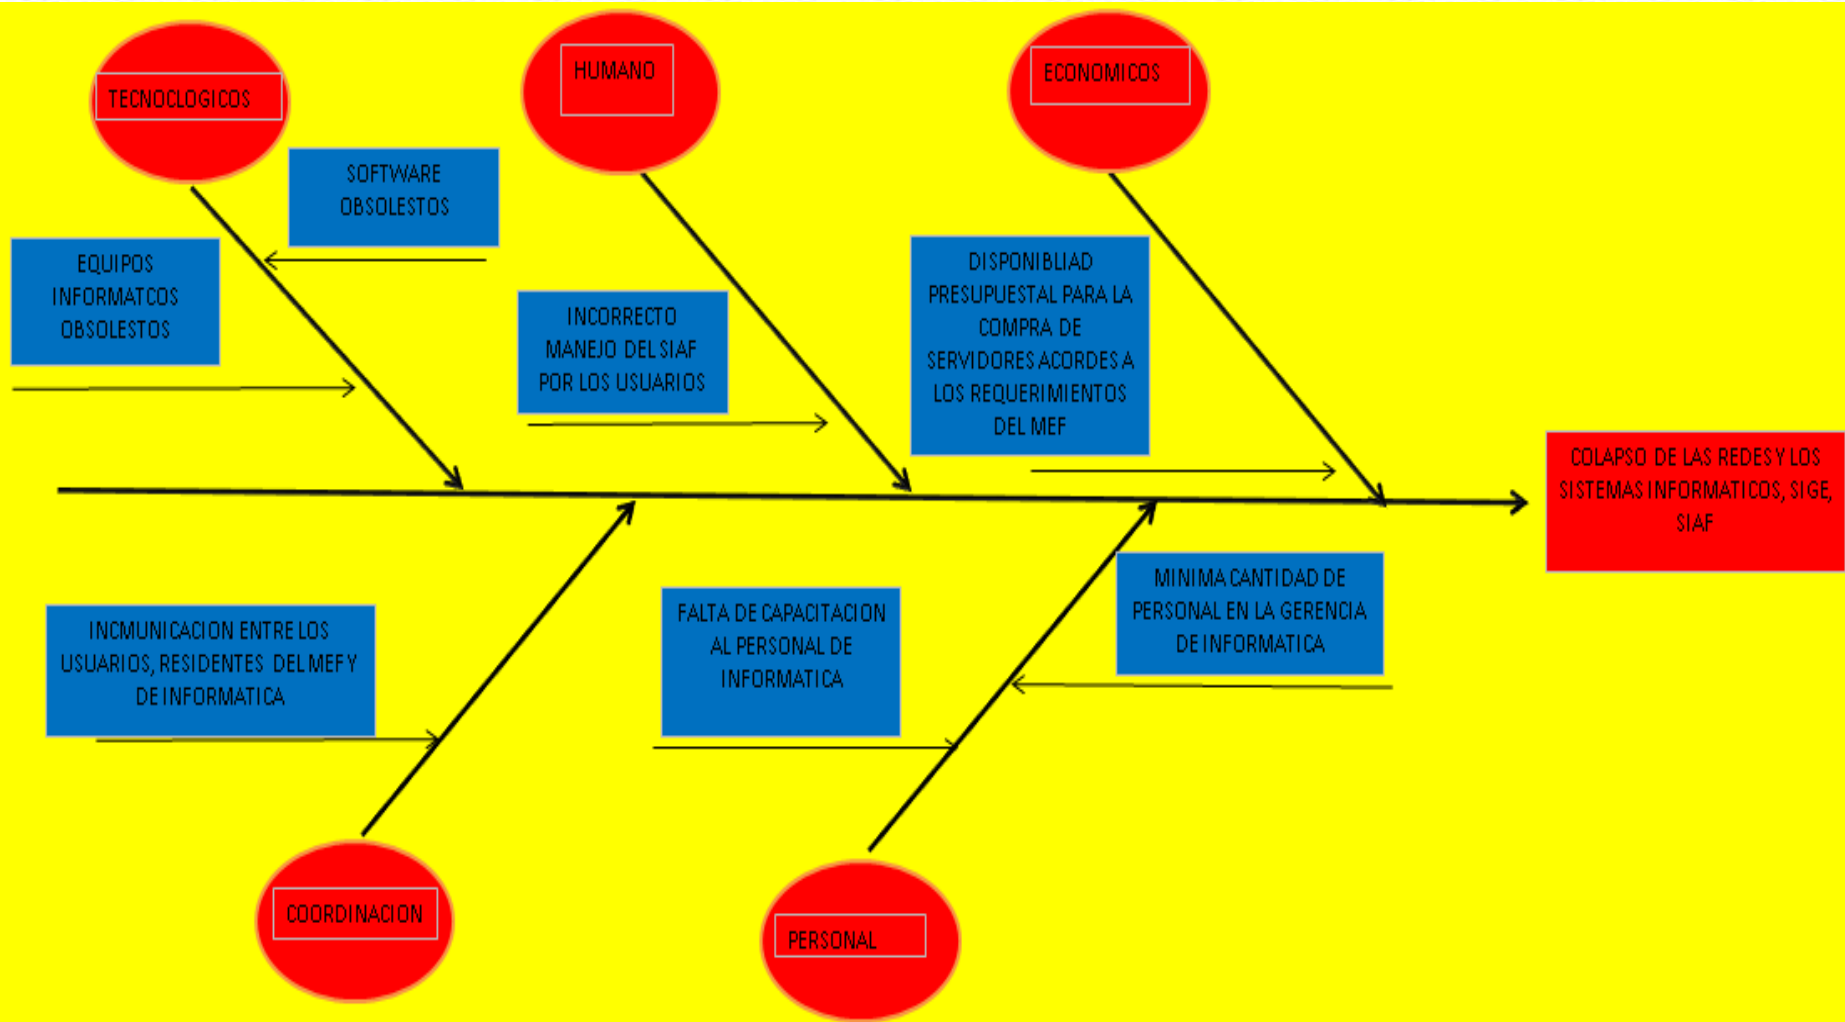 TECNOCLOGICOS
HUMANO
ECONOMICOS
SOFTWARE
OBSOLESTOS
EQUIPOS
INFORMATCOS
OBSOLESTOS
INCORRECTO
MANEJO DEL SIAF
POR LOS USUARIOS
DISPONIBLIAD
PRESUPUESTAL PARA LA
COMPRA DE
SERVIDORES ACORDES A
LOS REQUERIMIENTOS
DEL MEF
COLAPSO DE LAS REDES Y LOS
SISTEMAS INFORMATICOS, SIGE,
SIAF
INCMUNICACION ENTRE LOS
USUARIOS, RESIDENTES DEL MEF Y
DE INFORMATICA
FALTA DE CAPACITACION
AL PERSONAL DE
INFORMATICA
MINIMA CANTIDAD DE
PERSONAL EN LA GERENCIA
DE INFORMATICA
COORDINACION
PERSONAL